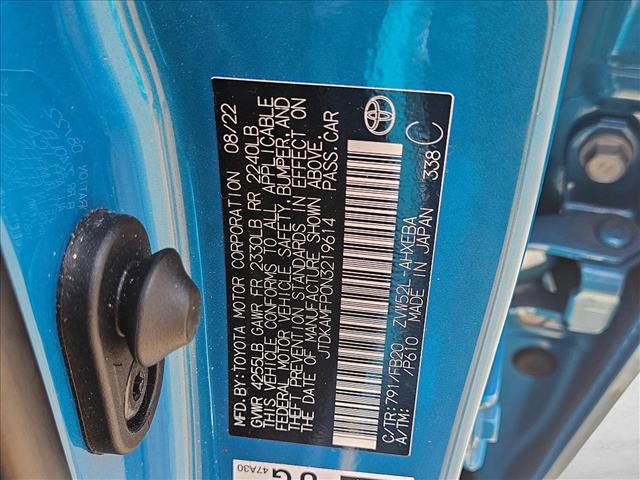 MFD.BY:TOYOTA MOTOR CORPORATION 08/22
GVWR 4255LB GAWR FR 2330LB RR 2240LB
THIS VEHICLE CONFORMS TO ALL APPLICABLE
FEDERAL MOTOR VEHICLE SAFETY, BUMPER, AND
THEFT PREVENTION STANDARDS IN EFFECT ON
THE DATE OF MANUFACTURE SHOWN ABOVE.
JTDKAMFP0N3219614 PASS.CAR
C/TR:791/FB20 ZVW52L-AHXEBA
A/TM: /P610 MADE IN JAPAN 338 C
47A30
G